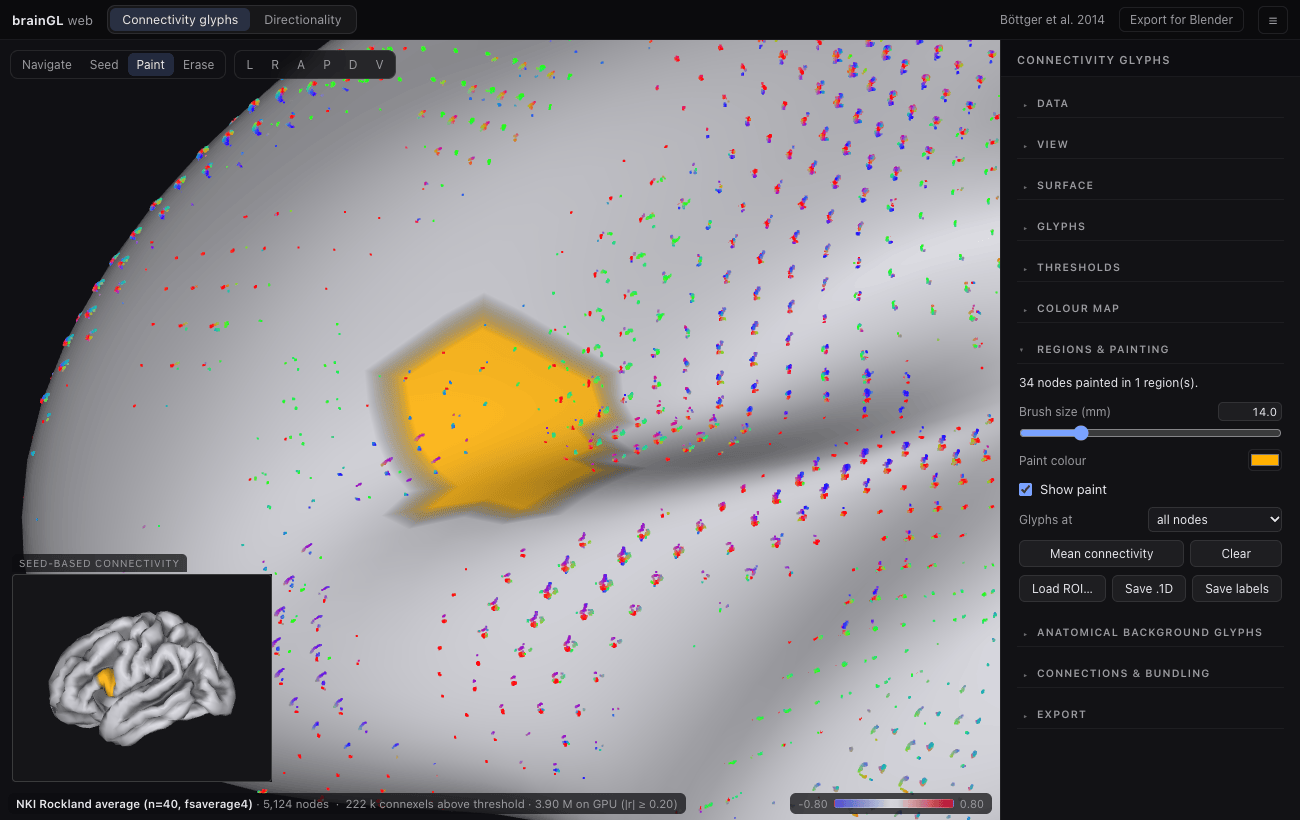 brainGL web Connectivity glyphs Directionality Böttger et al. 2014 Export for Blender ≡
Navigate Seed Paint Erase L R A P D V
CONNECTIVITY GLYPHS
DATA
VIEW
SURFACE
GLYPHS
THRESHOLDS
COLOUR MAP
REGIONS & PAINTING
34 nodes painted in 1 region(s).
Brush size (mm) 14.0
Paint colour
Show paint
Glyphs at all nodes
Mean connectivity Clear
Load ROI... Save .1D Save labels
ANATOMICAL BACKGROUND GLYPHS
CONNECTIONS & BUNDLING
EXPORT
SEED-BASED CONNECTIVITY
NKI Rockland average (n=40, fsaverage4) · 5,124 nodes · 222 k connexels above threshold · 3.90 M on GPU (|r| ≥ 0.20)
-0.80 0.80